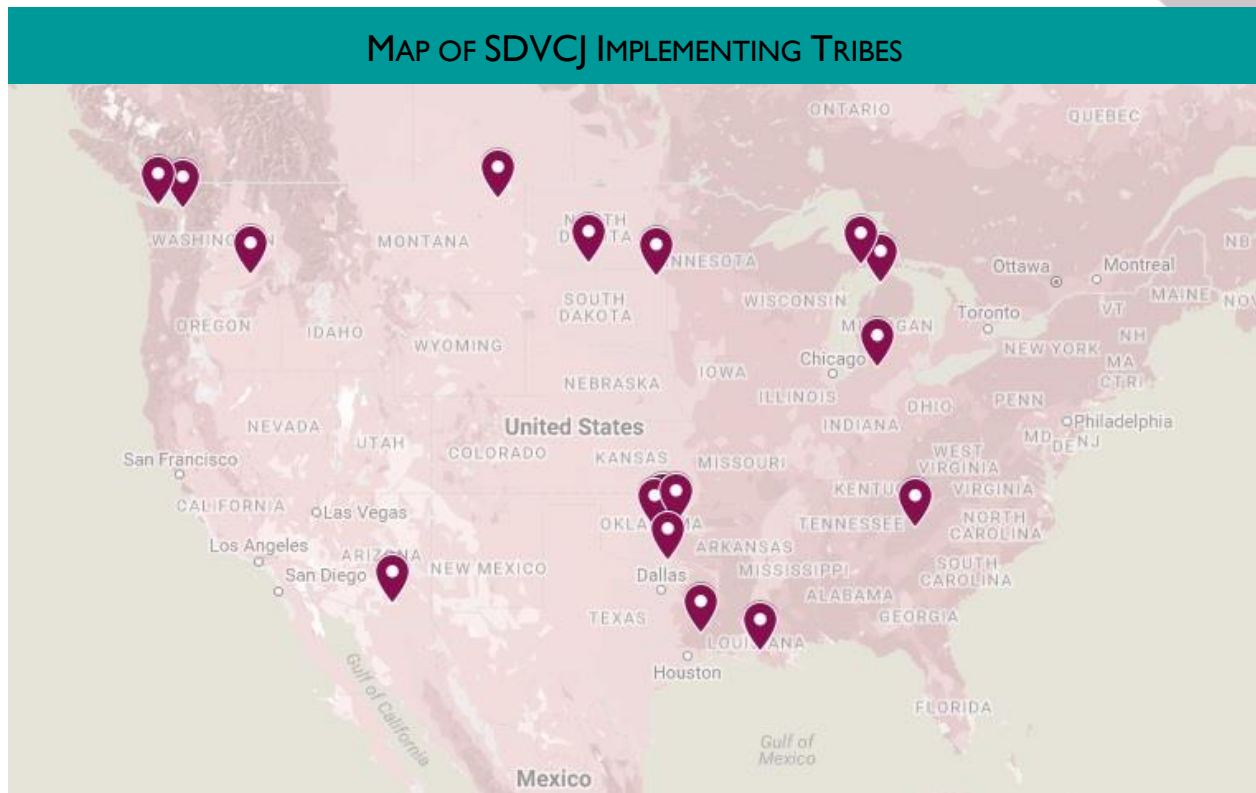 MAP OF SDVCJ IMPLEMENTING TRIBES
ONTARIO
QUEBEC
WASHINGTON
MONTANA
NORTH
DAKOTA
MINNESOTA
Ottawa
Montreal
MAINE
NB
NO
VT
SOUTH
DAKOTA
WISCONSIN
MICHIGAN
Toronto
OREGON
IDAHO
WYOMING
NH
NEW YORK
MA
Chicago
IOWA
CT RI
NEBRASKA
ILLINOIS
OHIO
PENN
NEVADA
United States
INDIANA
Philadelphia
UTAH
COLORADO
KANSAS
MISSOURI
MD
DE
NJ
WEST
VIRGINIA
San Francisco
KENTUC
VIRGINIA
CALIFORNIA
Las Vegas
OKLAHOMA
TENNESSEE
NORTH
CAROLINA
Los Angeles
ARIZONA
NEW MEXICO
ARKANSAS
San Diego
Dallas
MISSISSIPPI
SOUTH
CAROLINA
ALABAMA
TEXAS
GEORGIA
LOUISIANA
Houston
Gulf of California
FLORIDA
Gulf of
Mexico
Mexico